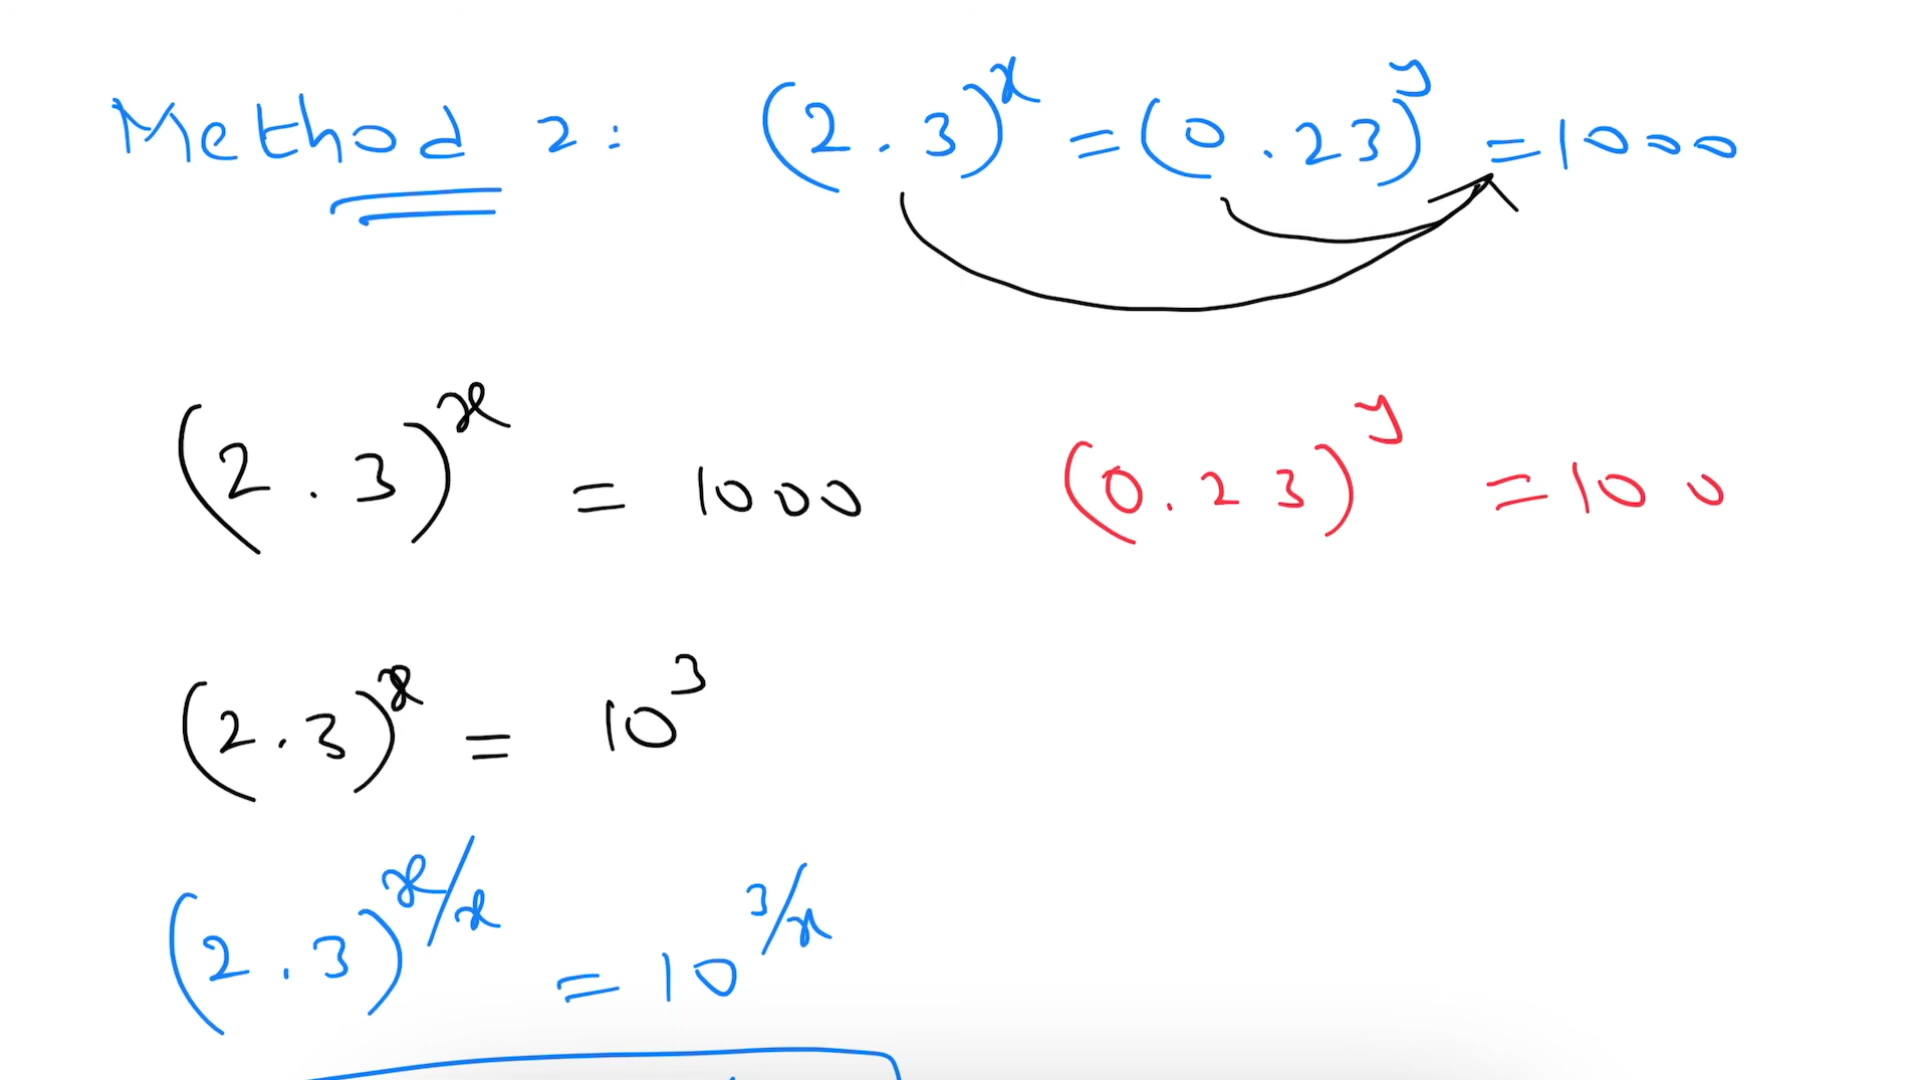 Method 2: (2.3)^x = (0.23)^y = 1000
(2.3)^x = 1000 (0.23)^y = 100
(2.3)^x = 10^3
(2.3)^x/x = 10^3/x